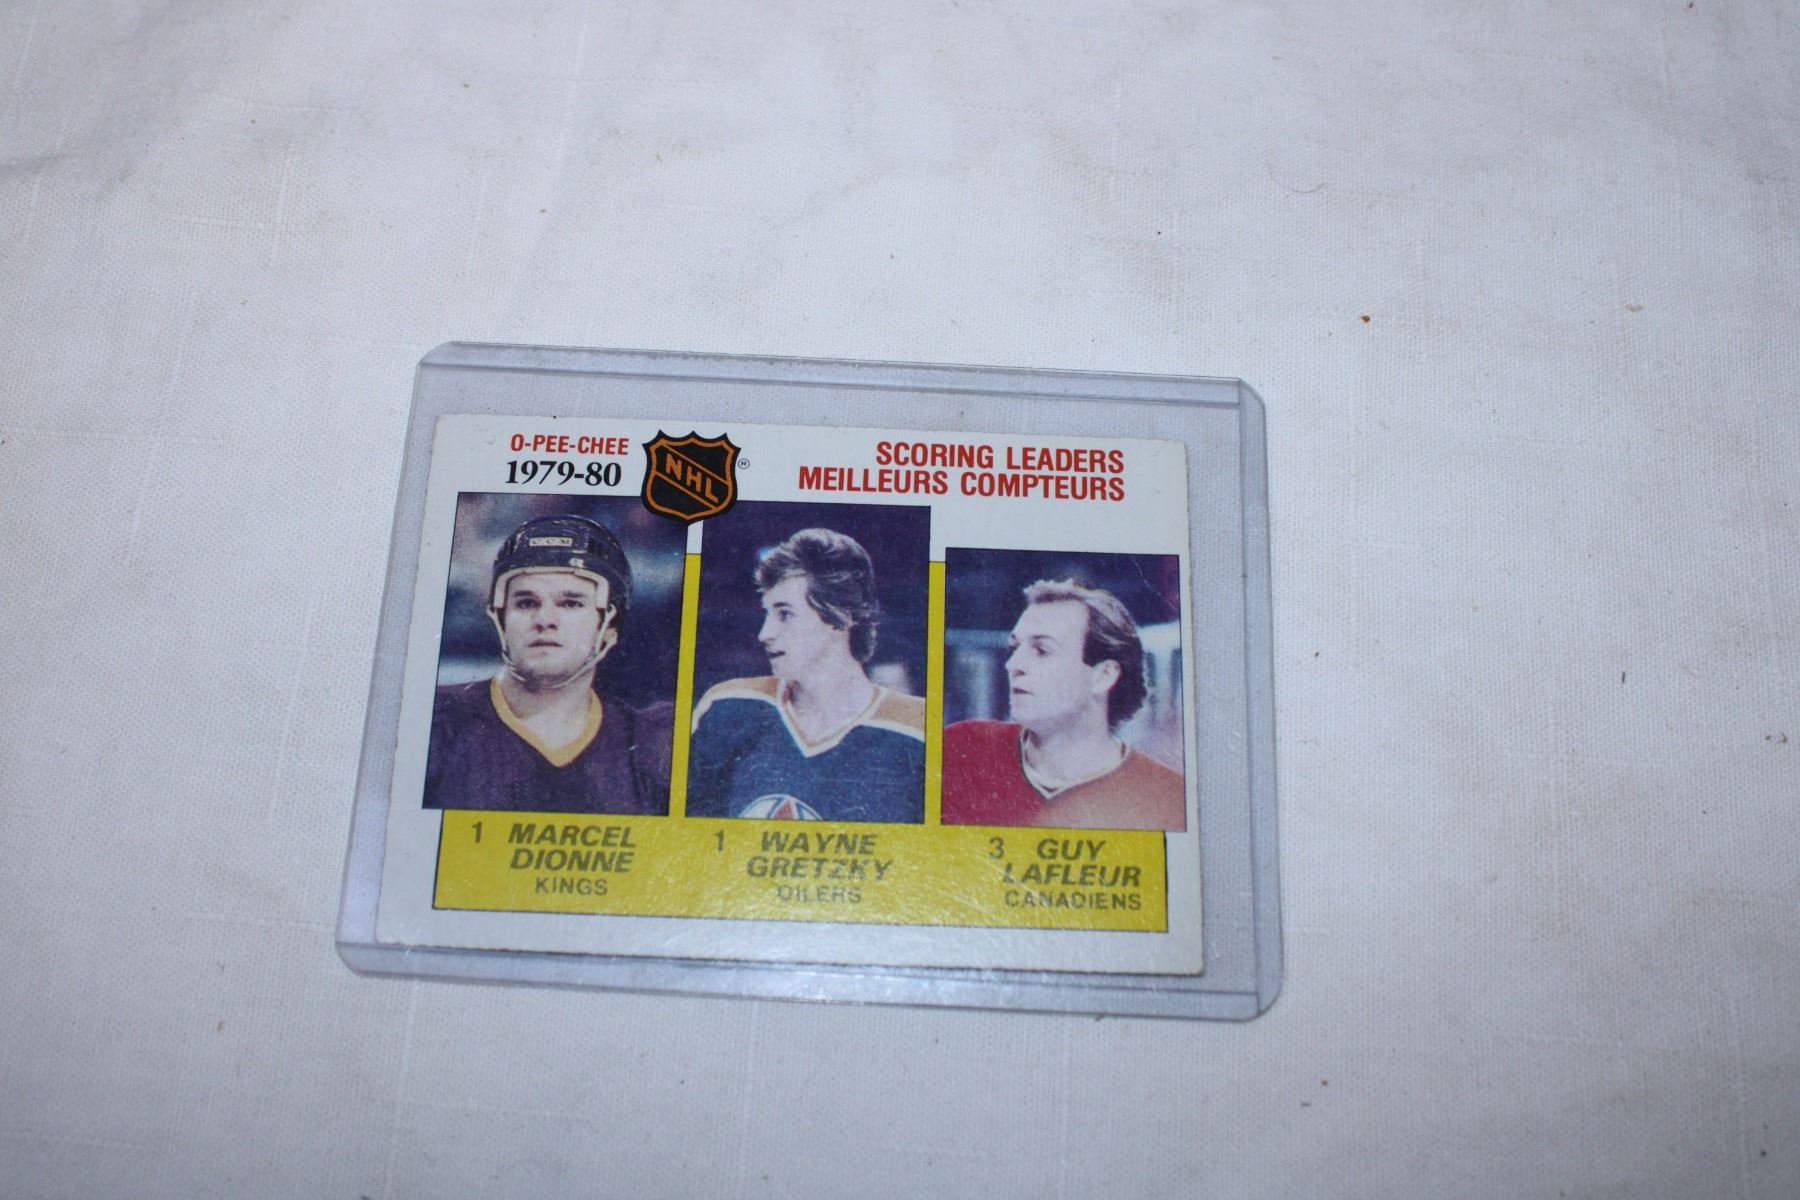 O-PEE-CHEE
1979-80
NHL
®
SCORING LEADERS
MEILLEURS COMPTEURS
CCM
1 MARCEL
DIONNE
KINGS
1 WAYNE
GRETZKY
OILERS
3 GUY
LAFLEUR
CANADIENS